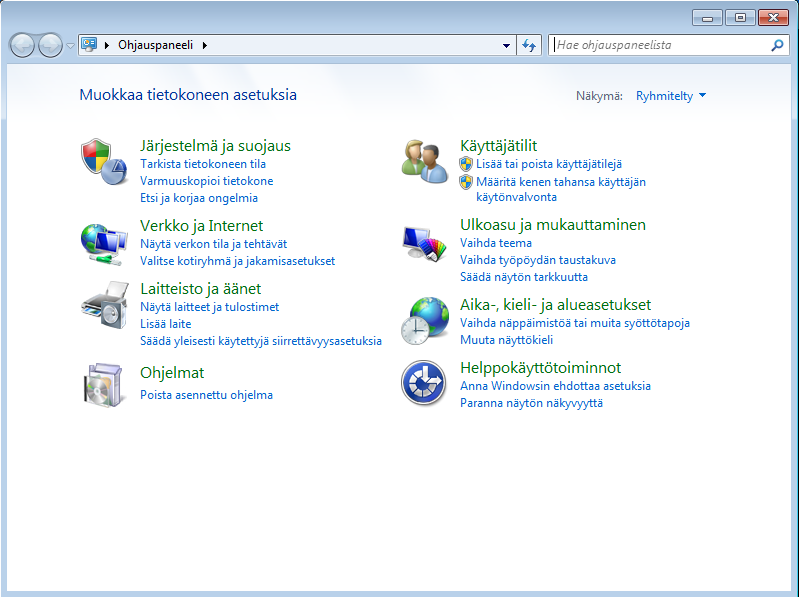 Ohjauspaneeli
Hae ohjauspaneelista
Muokkaa tietokoneen asetuksia
Näkymä: Ryhmitelty
Järjestelmä ja suojaus
Tarkista tietokoneen tila
Varmuuskopioi tietokone
Etsi ja korjaa ongelmia
Verkko ja Internet
Näytä verkon tila ja tehtävät
Valitse kotiryhmä ja jakamisasetukset
Laitteisto ja äänet
Näytä laitteet ja tulostimet
Lisää laite
Säädä yleisesti käytettyjä siirrettävyysasetuksia
Ohjelmat
Poista asennettu ohjelma
Käyttäjätilit
Lisää tai poista käyttäjätilejä
Määritä kenen tahansa käyttäjän
käytönvalvonta
Ulkoasu ja mukauttaminen
Vaihda teema
Vaihda työpöydän taustakuva
Säädä näytön tarkkuutta
Aika-, kieli- ja alueasetukset
Vaihda näppäimistöä tai muita syöttötapoja
Muuta näyttökieli
Helppokäyttötoiminnot
Anna Windowsin ehdottaa asetuksia
Paranna näytön näkyvyyttä